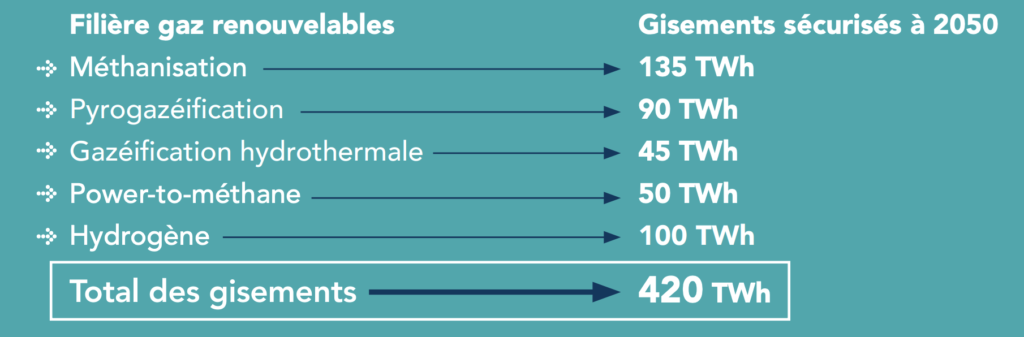 Filière gaz renouvelables Gisements sécurisés à 2050
Méthanisation 135 TWh
Pyrogazéification 90 TWh
Gazéification hydrothermale 45 TWh
Power-to-méthane 50 TWh
Hydrogène 100 TWh
Total des gisements 420 TWh